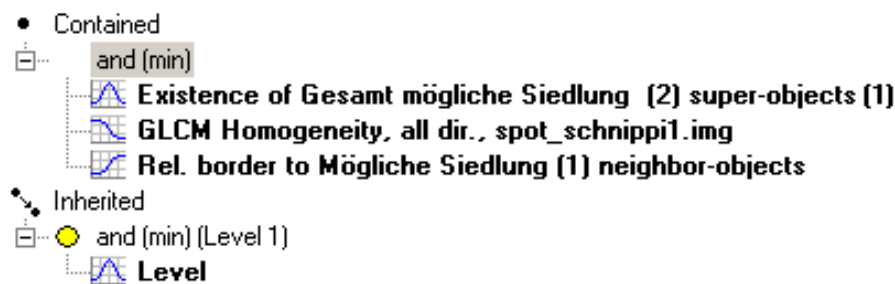 Contained
and (min)
Existence of Gesamt mögliche Siedlung (2) super-objects (1)
GLCM Homogeneity, all dir., spot_schnippi1.img
Rel. border to Mögliche Siedlung (1) neighbor-objects
Inherited
and (min) (Level 1)
Level